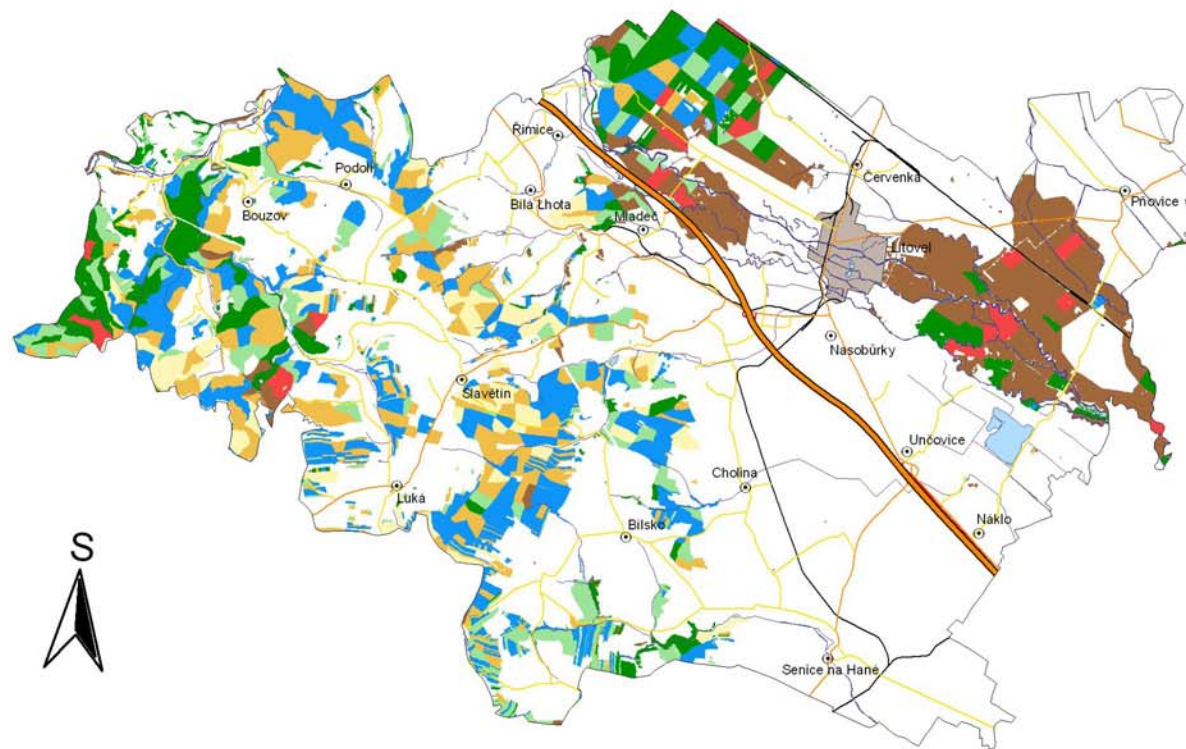 Řimice
Červenka
Podolí
Bílá Lhota
Pňovice
Bouzov
Mladeč
Litovel
Nasobůrky
Slavětín
Unčovice
Cholina
Luká
Náklo
Bílsko
S
Senice na Hané